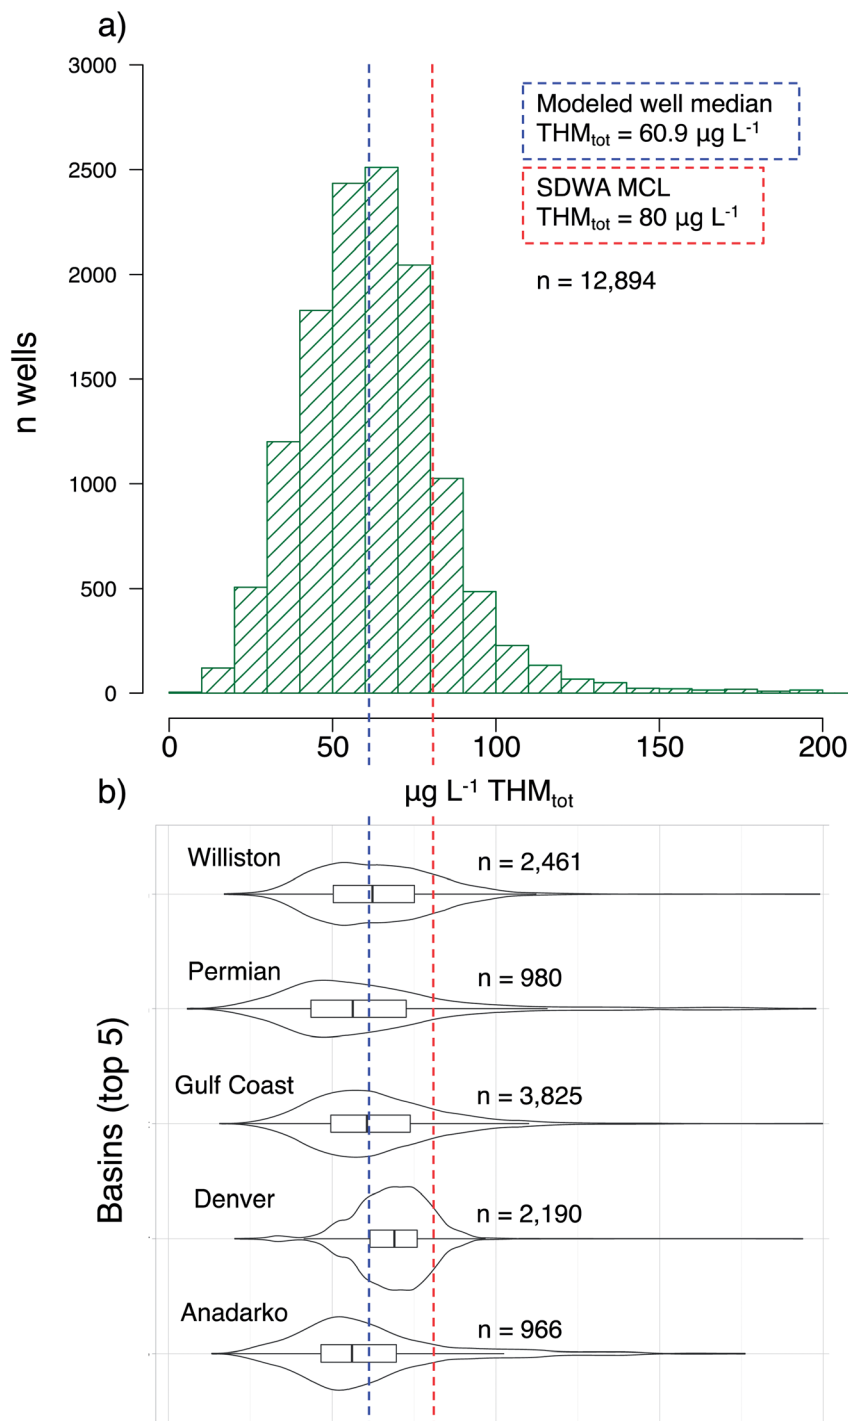 a)
3000
2500
2000
1500
1000
500
0
n wells
Modeled well median
THMtot = 60.9 µg L-1
SDWA MCL
THMtot = 80 µg L-1
n = 12,894
0 50 100 150 200
µg L-1 THMtot
b)
Basins (top 5)
Williston n = 2,461
Permian n = 980
Gulf Coast n = 3,825
Denver n = 2,190
Anadarko n = 966